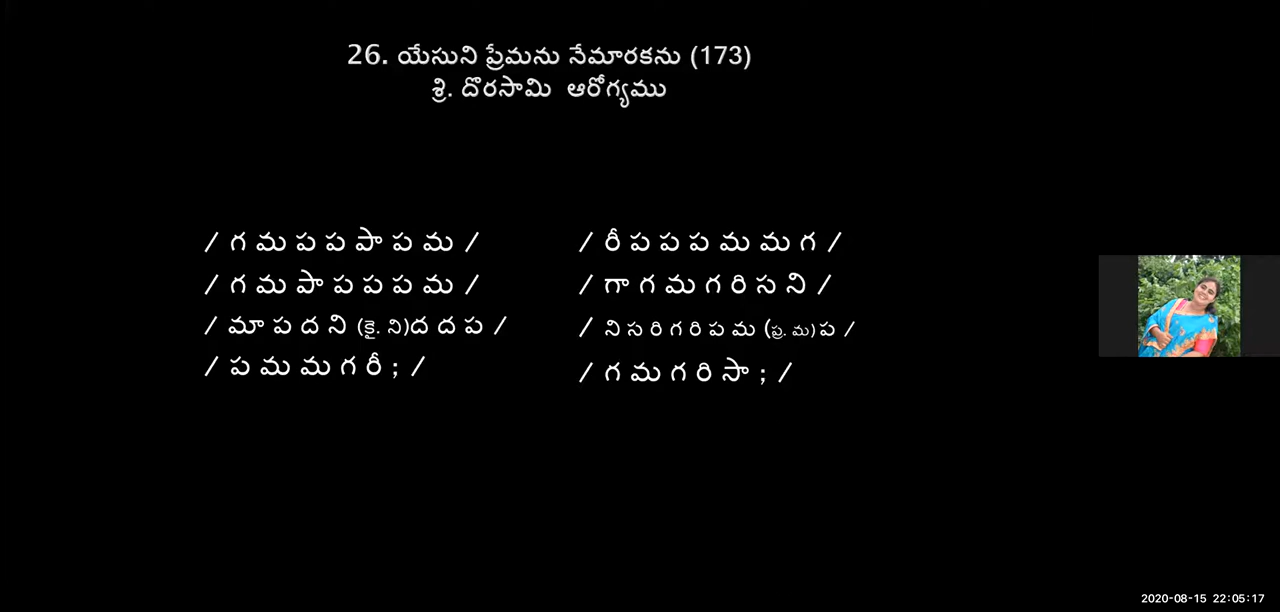 26. యేసుని ప్రేమను నేమారకను (173)
శ్రి. దొరసామి ఆరోగ్యము
/ గ మ ప ప పా ప మ / / రీ ప ప ప మ మ గ /
/ గ మ పా ప ప ప మ / / గా గ మ గ రి స ని /
/ మా ప ద ని (కై. ని)ద ద ప / / ని స రి గ రి ప మ (ప్ర. మ)ప /
/ ప మ మ గ రీ ; / / గ మ గ రి సా ; /
2020-08-15 22:05:17